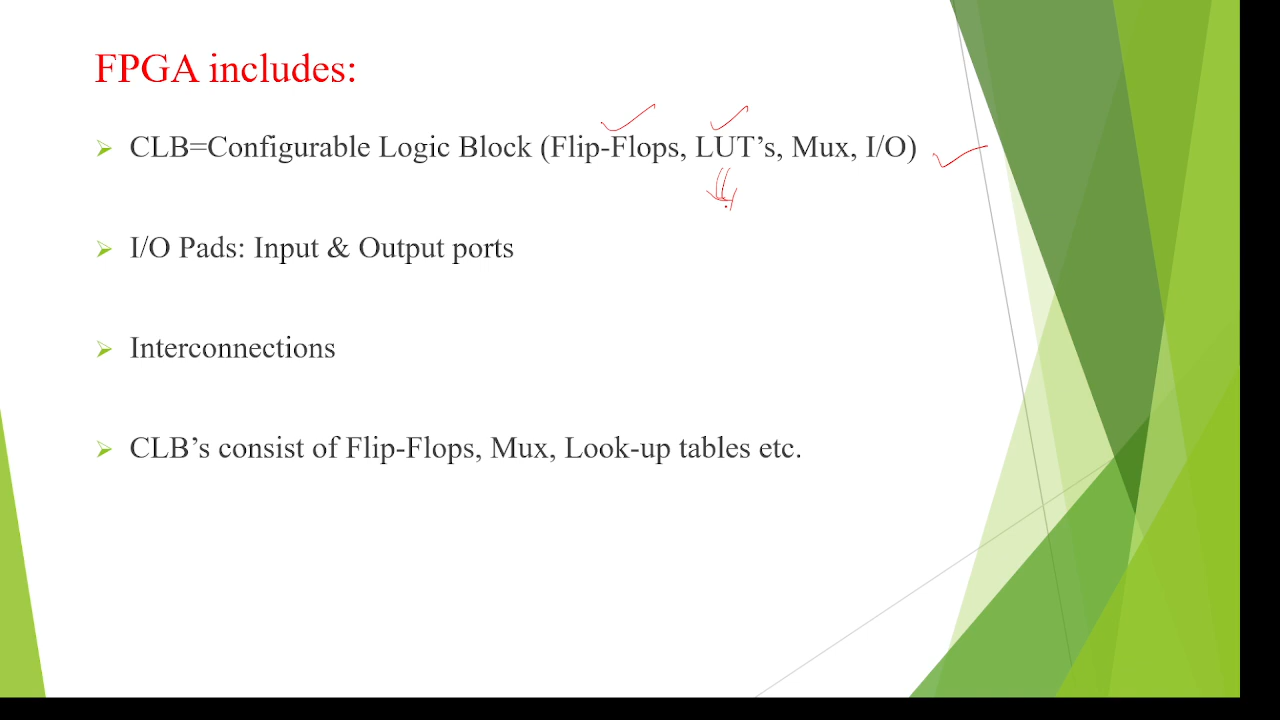 FPGA includes:
CLB=Configurable Logic Block (Flip-Flops, LUT’s, Mux, I/O)
I/O Pads: Input & Output ports
Interconnections
CLB’s consist of Flip-Flops, Mux, Look-up tables etc.